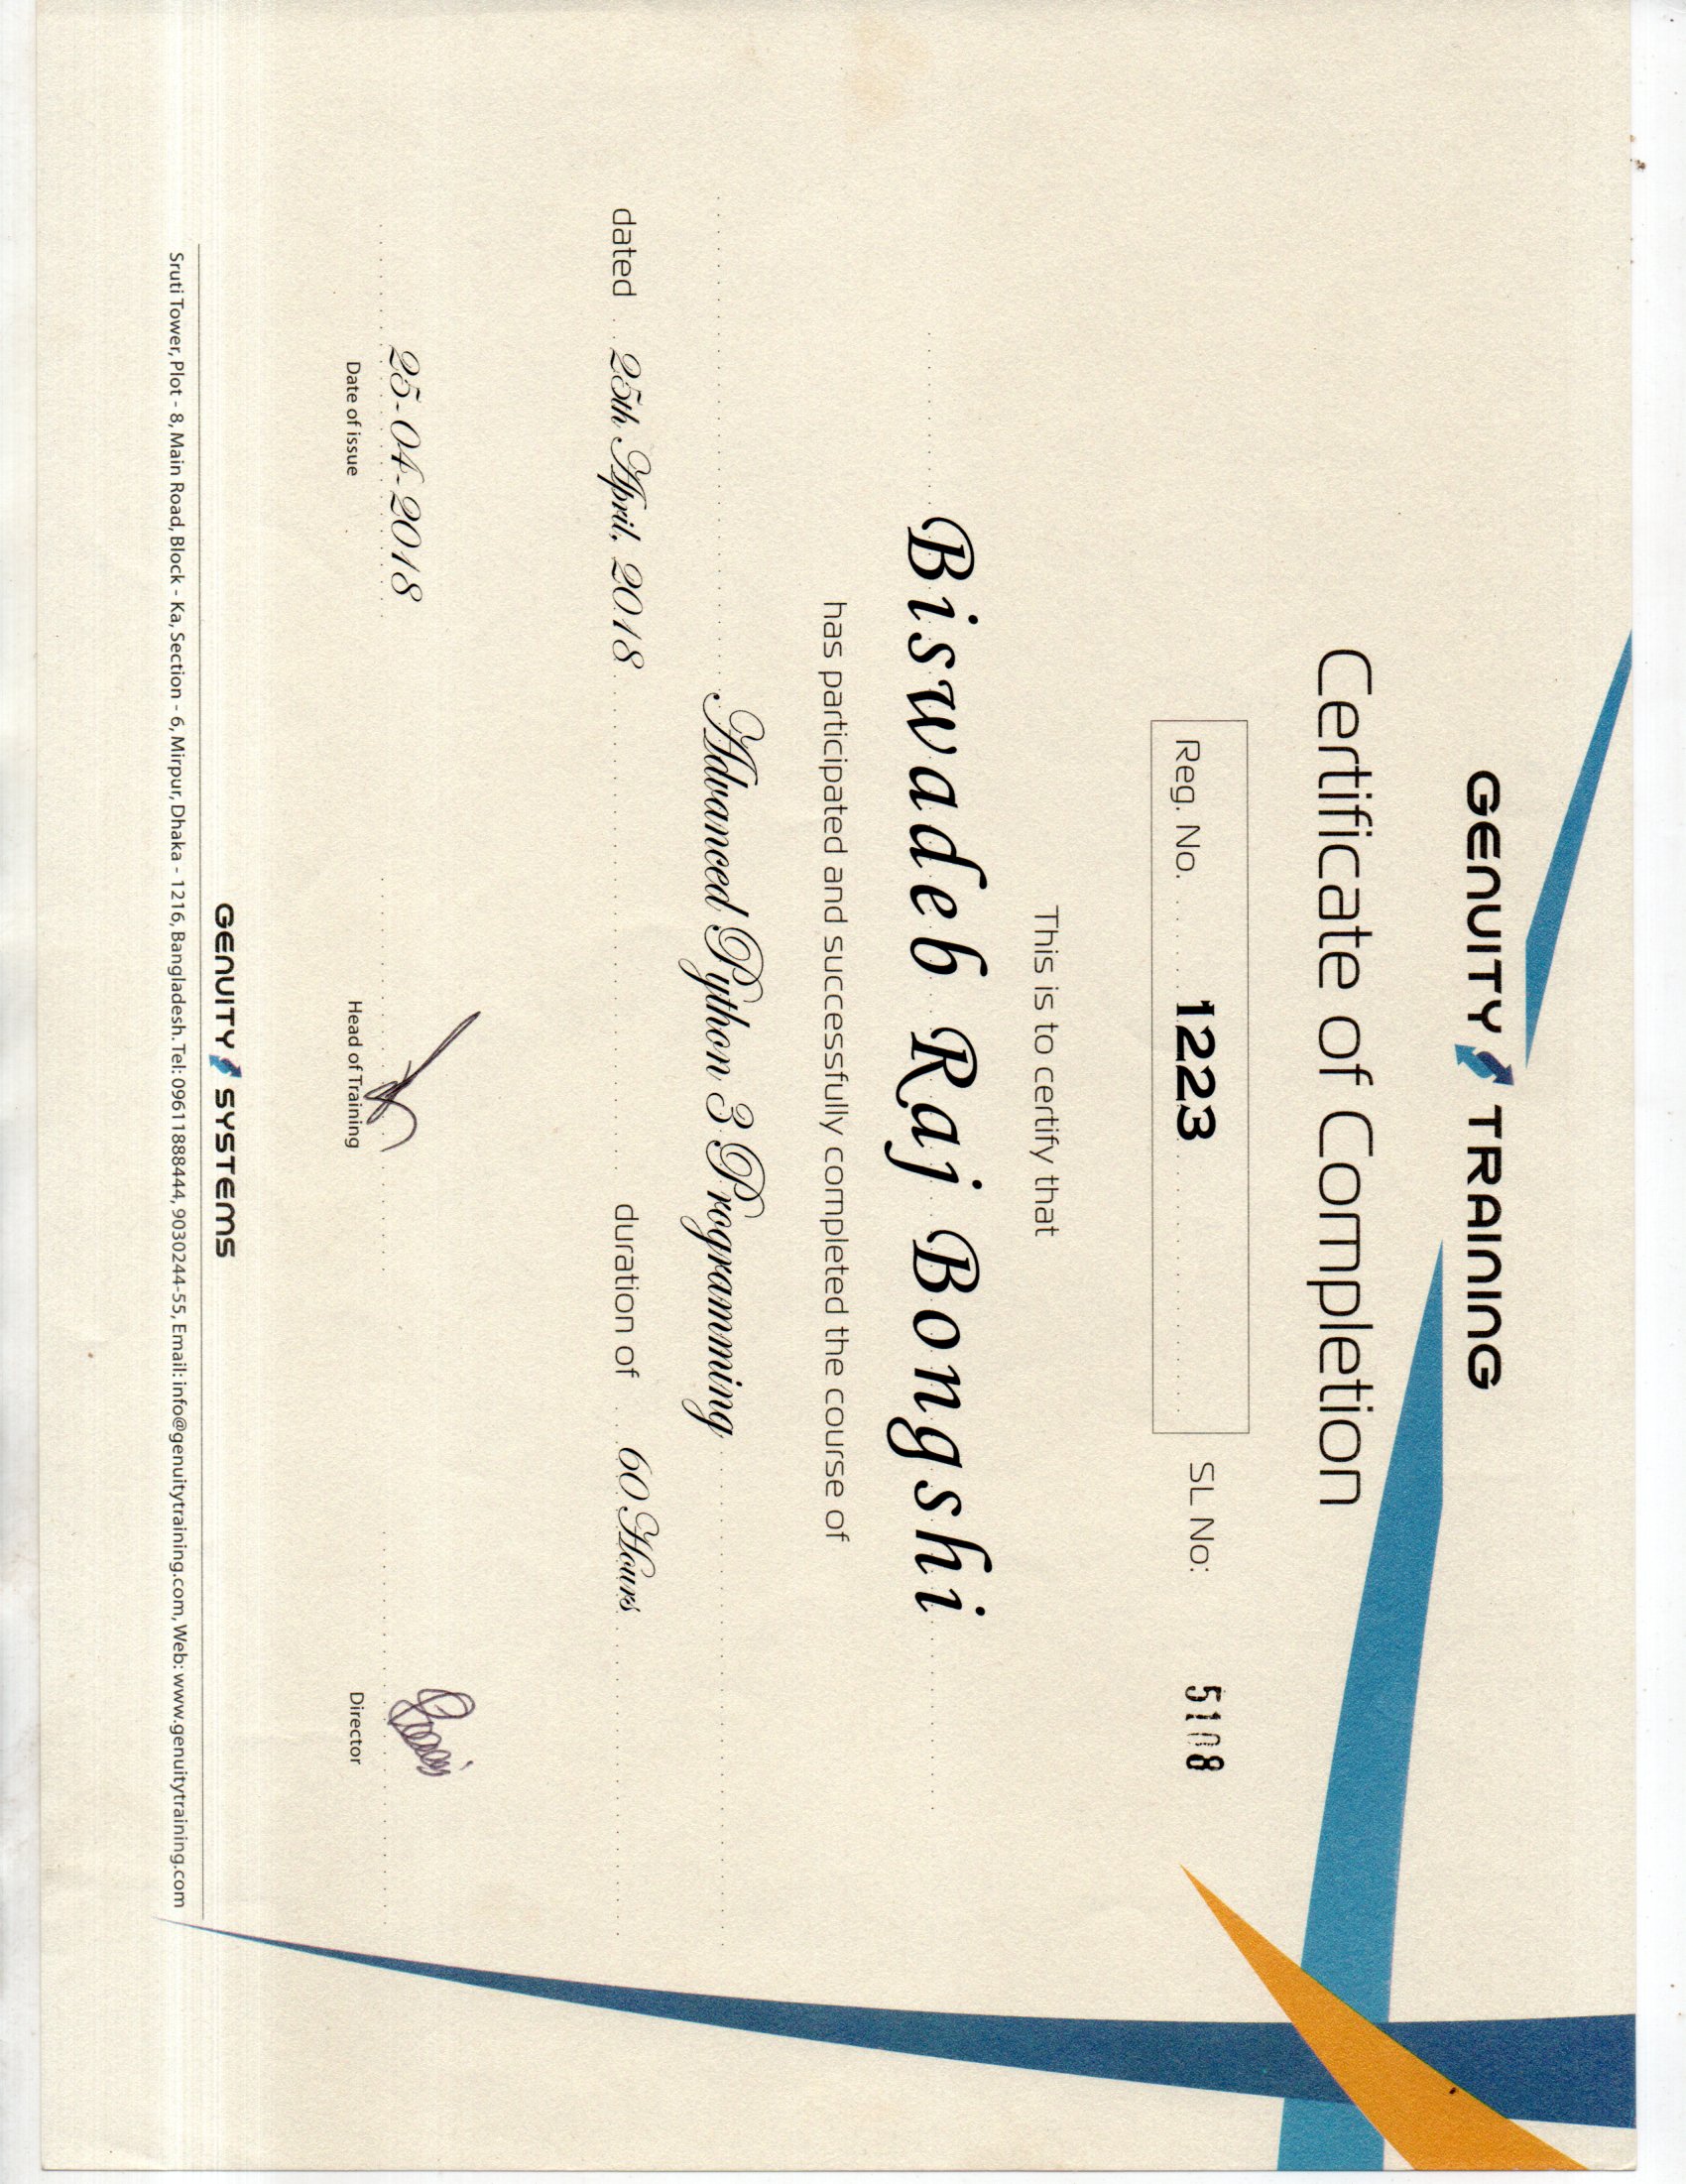 GENUITY TRAINING
Certificate of Completion
Reg. No. 1223 SL No: 5108
This is to certify that
Biswadeb Raj Bongshi
has participated and successfully completed the course of
Advanced Python 3 Programming
dated 25th April, 2018 duration of 60 Hours
25-04-2018
Date of issue Head of Training Director
GENUITY SYSTEMS
Sruti Tower, Plot - 8, Main Road, Block - Ka, Section - 6, Mirpur, Dhaka - 1216, Bangladesh. Tel: 09611888444, 9030244-55, Email: info@genuitytraining.com, Web: www.genuitytraining.com